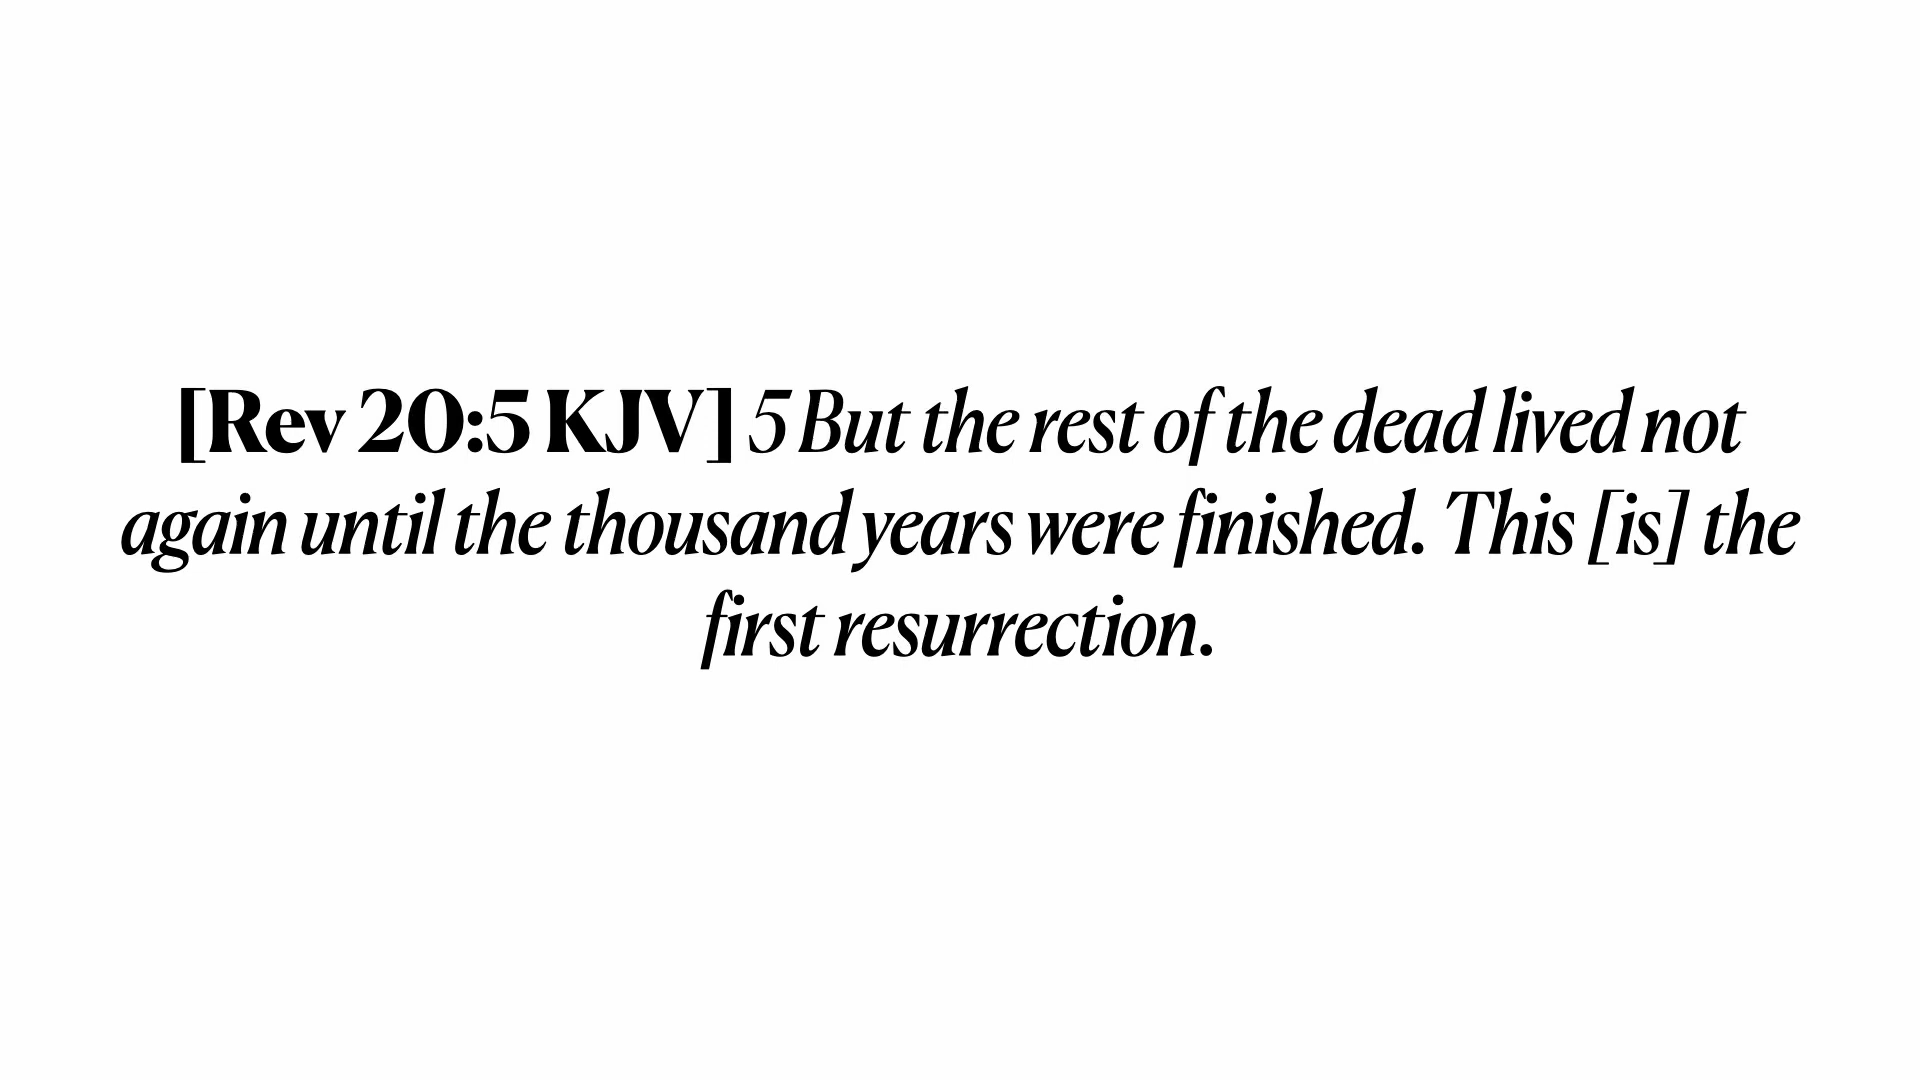 [Rev 20:5 KJV] 5 But the rest of the dead lived not
again until the thousand years were finished. This [is] the
first resurrection.